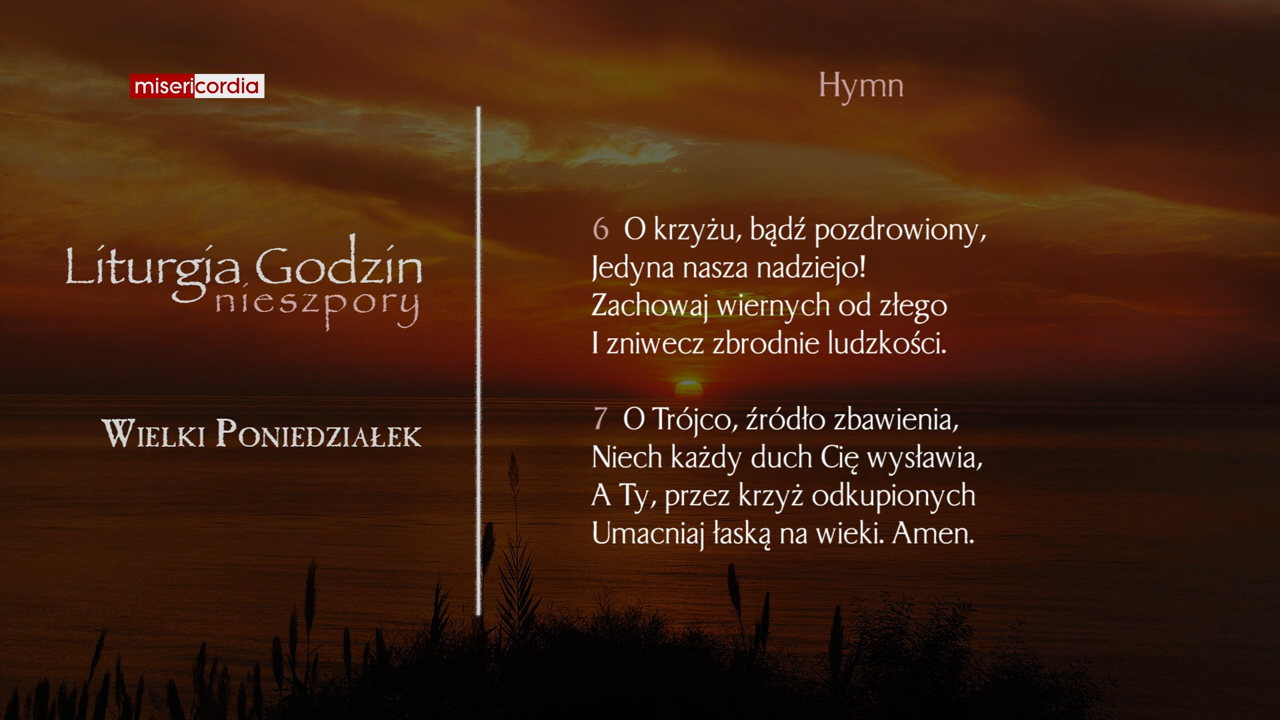 misericordia
Liturgia Godzin
nieszpory
Wielki Poniedziałek
Hymn
6 O krzyżu, bądź pozdrowiony,
Jedyna nasza nadziejo!
Zachowaj wiernych od złego
I zniwecz zbrodnie ludzkości.
7 O Trójco, źródło zbawienia,
Niech każdy duch Cię wysławia,
A Ty, przez krzyż odkupionych
Umacniaj łaską na wieki. Amen.